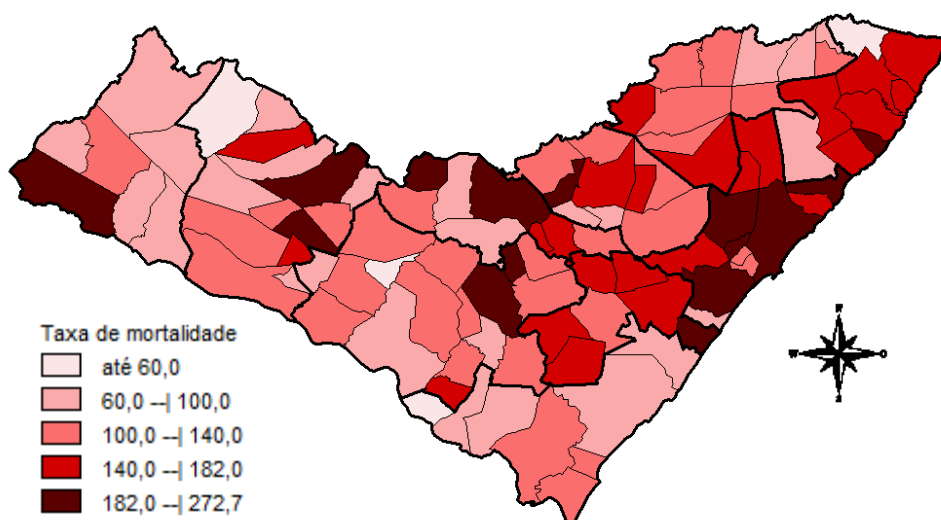 Taxa de mortalidade
até 60,0
60,0 --| 100,0
100,0 --| 140,0
140,0 --| 182,0
182,0 --| 272,7